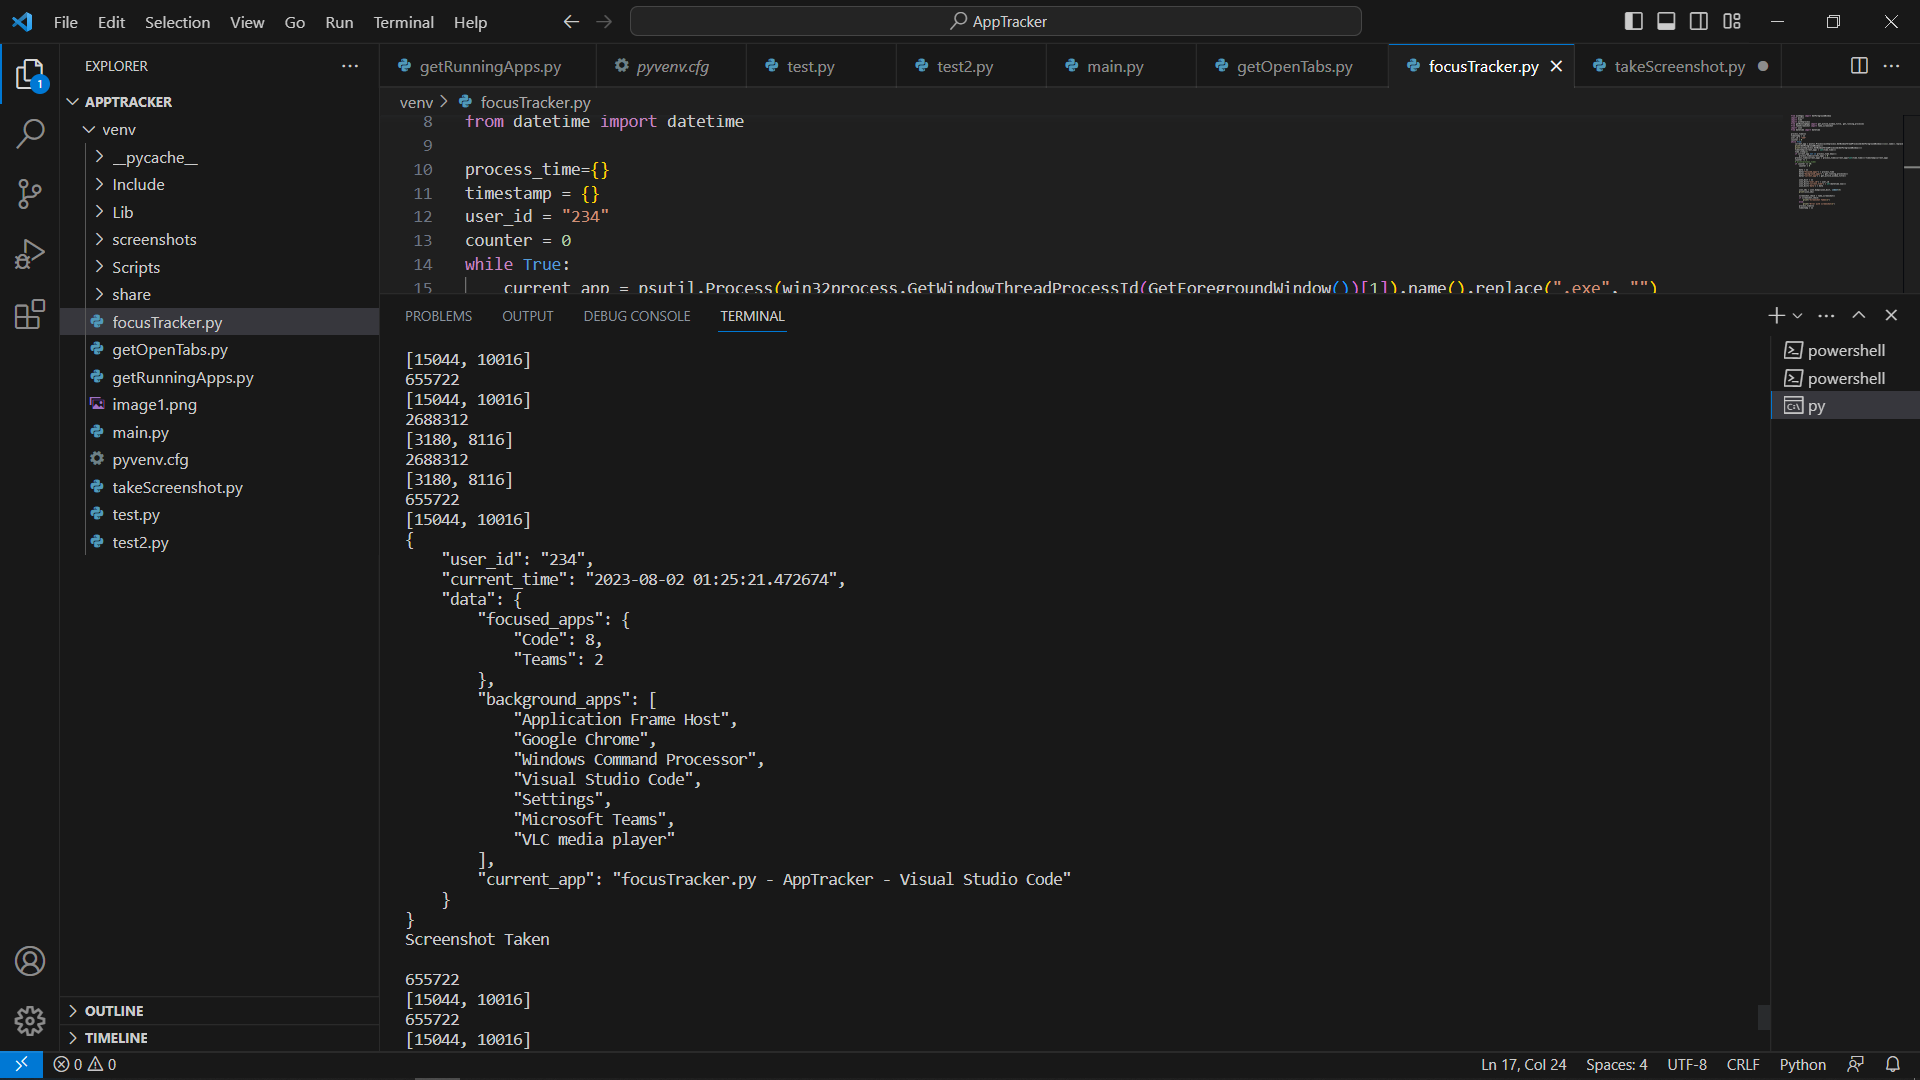 File Edit Selection View Go Run Terminal Help
AppTracker
EXPLORER
1
APPTRACKER
venv
__pycache__
Include
Lib
screenshots
Scripts
share
focusTracker.py
getOpenTabs.py
getRunningApps.py
image1.png
main.py
pyvenv.cfg
takeScreenshot.py
test.py
test2.py
OUTLINE
TIMELINE
getRunningApps.py pyvenv.cfg test.py test2.py main.py getOpenTabs.py focusTracker.py takeScreenshot.py
venv focusTracker.py
8 from datetime import datetime
9
10 process_time={}
11 timestamp = {}
12 user_id = "234"
13 counter = 0
14 while True:
15 current_app = psutil.Process(win32process.GetWindowThreadProcessId(GetForegroundWindow())[1]).name().replace(".exe", "")
PROBLEMS OUTPUT DEBUG CONSOLE TERMINAL
[15044, 10016]
655722
[15044, 10016]
2688312
[3180, 8116]
2688312
[3180, 8116]
655722
[15044, 10016]
{
"user_id": "234",
"current_time": "2023-08-02 01:25:21.472674",
"data": {
"focused_apps": {
"Code": 8,
"Teams": 2
},
"background_apps": [
"Application Frame Host",
"Google Chrome",
"Windows Command Processor",
"Visual Studio Code",
"Settings",
"Microsoft Teams",
"VLC media player"
],
"current_app": "focusTracker.py - AppTracker - Visual Studio Code"
}
}
Screenshot Taken
655722
[15044, 10016]
655722
[15044, 10016]
powershell
powershell
py
0 0
Ln 17, Col 24 Spaces: 4 UTF-8 CRLF Python